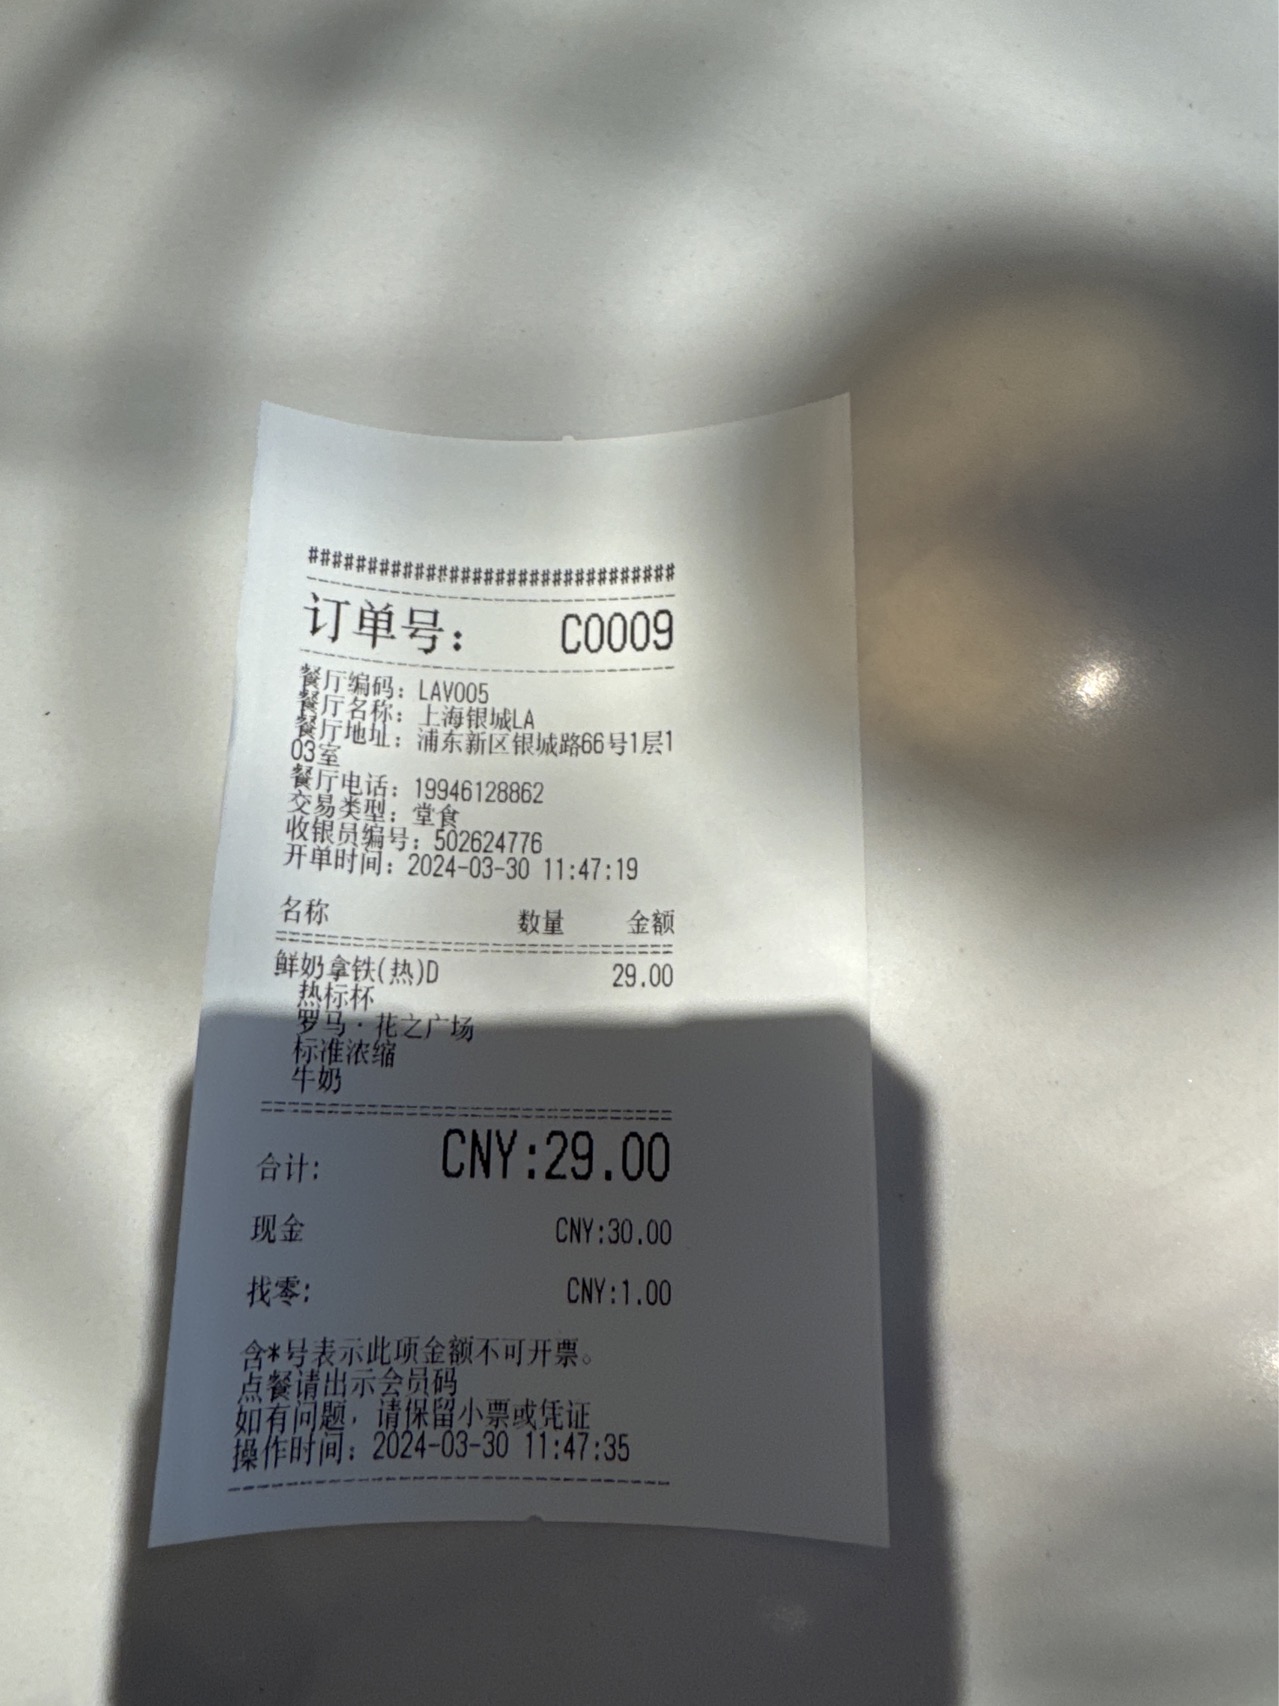 ###############################
订单号： C0009
餐厅编码：LAV005
餐厅名称：上海银城LA
餐厅地址：浦东新区银城路66号1层1
03室
餐厅电话：19946128862
交易类型：堂食
收银员编号：502624776
开单时间：2024-03-30 11:47:19
名称 数量 金额
鲜奶拿铁(热)D 29.00
热标杯
罗马·花之广场
标准浓缩
牛奶
合计: CNY:29.00
现金 CNY:30.00
找零: CNY:1.00
含*号表示此项金额不可开票。
点餐请出示会员码
如有问题，请保留小票或凭证
操作时间：2024-03-30 11:47:35